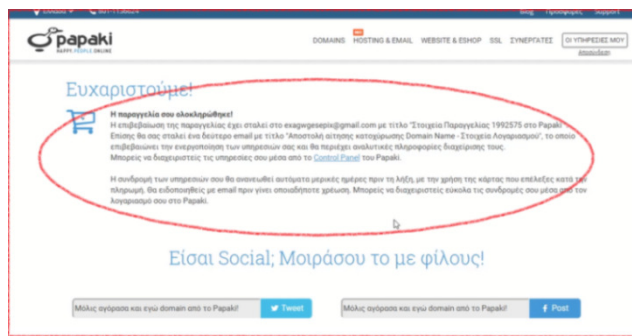 Ελλάδα
Blog Προσφορές Support
papaki
HAPPY PEOPLE ONLINE
DOMAINS HOSTING & EMAIL WEBSITE & ESHOP SSL ΣΥΝΕΡΓΑΤΕΣ ΟΙ ΥΠΗΡΕΣΙΕΣ ΜΟΥ
Αποσύνδεση
Ευχαριστούμε!
Η παραγγελία σου ολοκληρώθηκε!
Η επιβεβαίωση της παραγγελίας έχει σταλεί στο exagwgesepix@gmail.com με τίτλο "Στοιχεία Παραγγελίας 1992575 στο Papaki".
Επίσης θα σας σταλεί ένα δεύτερο email με τίτλο "Αποστολή αίτησης κατοχύρωσης Domain Name - Στοιχεία Λογαριασμού", το οποίο
επιβεβαιώνει την ενεργοποίηση των υπηρεσιών σας και θα περιέχει αναλυτικές πληροφορίες διαχείρισης τους.
Μπορείς να διαχειριστείς τις υπηρεσίες σου μέσα από το Control Panel του Papaki.
Η συνδρομή των υπηρεσιών σου θα ανανεωθεί αυτόματα μερικές ημέρες πριν τη λήξη, με την χρήση της κάρτας που επέλεξες κατά την
πληρωμή. Θα ειδοποιηθείς με email πριν γίνει οποιαδήποτε χρέωση. Μπορείς να διαχειριστείς εύκολα τις συνδρομές σου μέσα από τον
λογαριασμό σου στο Papaki.
Είσαι Social; Μοιράσου το με φίλους!
Μόλις αγόρασα και εγώ domain από το Papaki! Tweet
Μόλις αγόρασα και εγώ domain από το Papaki! Post